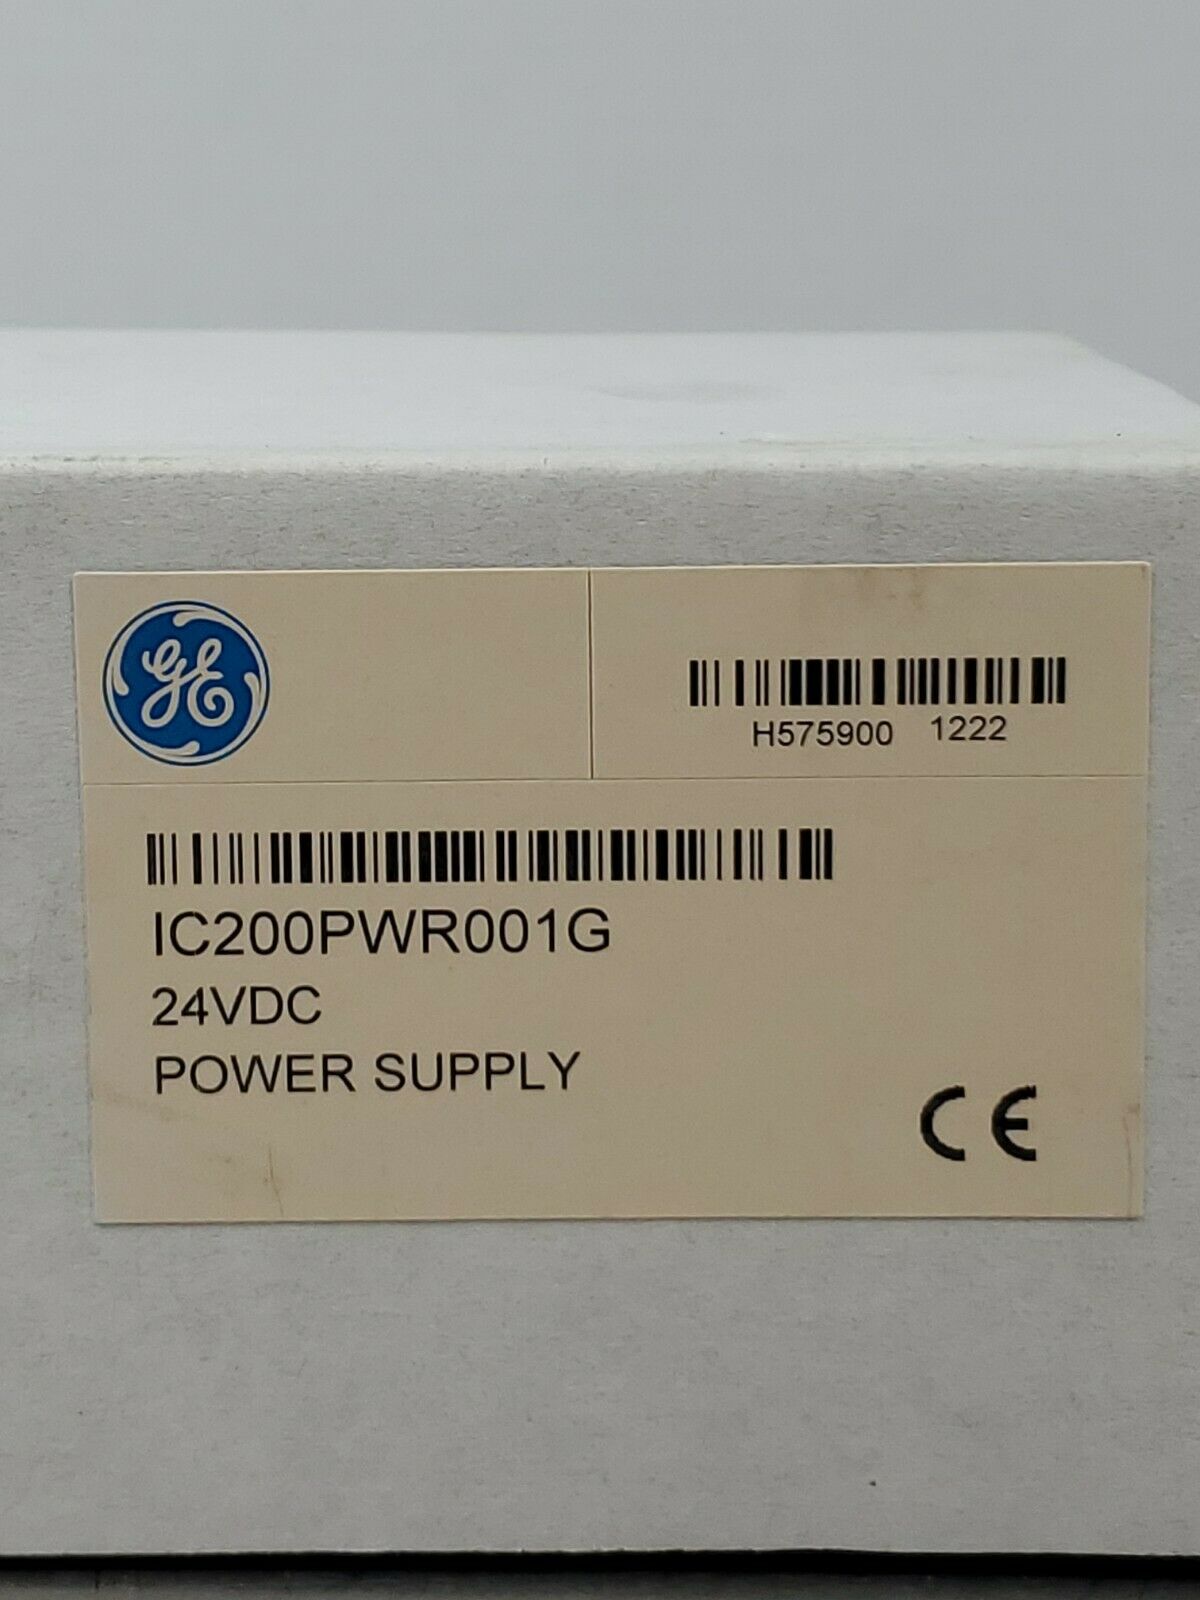 GE
H575900 1222
IC200PWR001G
24VDC
POWER SUPPLY
CE